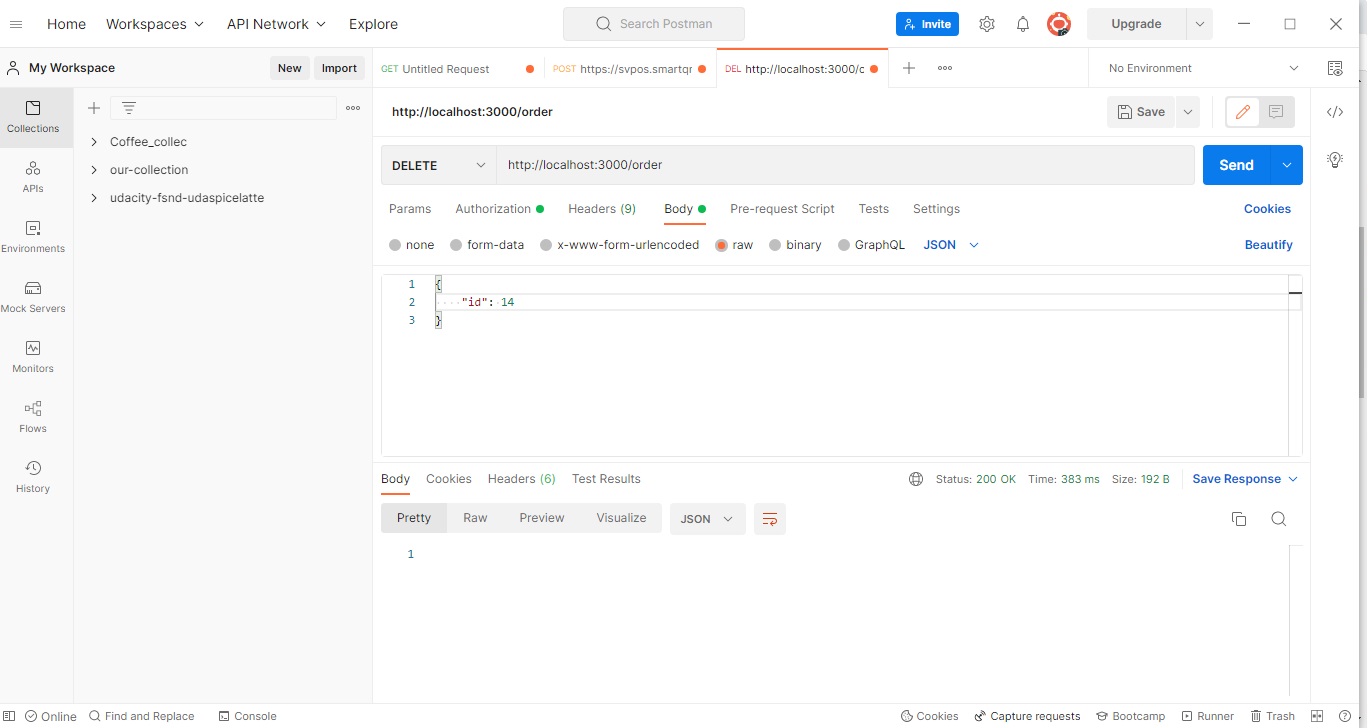 Home Workspaces API Network Explore Search Postman Invite Upgrade
My Workspace New Import GET Untitled Request POST https://svpos.smartqr DEL http://localhost:3000/c No Environment
Collections
APIs
Environments
Mock Servers
Monitors
Flows
History
Coffee_collec
our-collection
udacity-fsnd-udaspicelatte
http://localhost:3000/order Save
DELETE http://localhost:3000/order Send
Params Authorization Headers (9) Body Pre-request Script Tests Settings Cookies
none form-data x-www-form-urlencoded raw binary GraphQL JSON Beautify
1 {
2 "id": 14
3 }
Body Cookies Headers (6) Test Results Status: 200 OK Time: 383 ms Size: 192 B Save Response
Pretty Raw Preview Visualize JSON
1
Online Find and Replace Console Cookies Capture requests Bootcamp Runner Trash